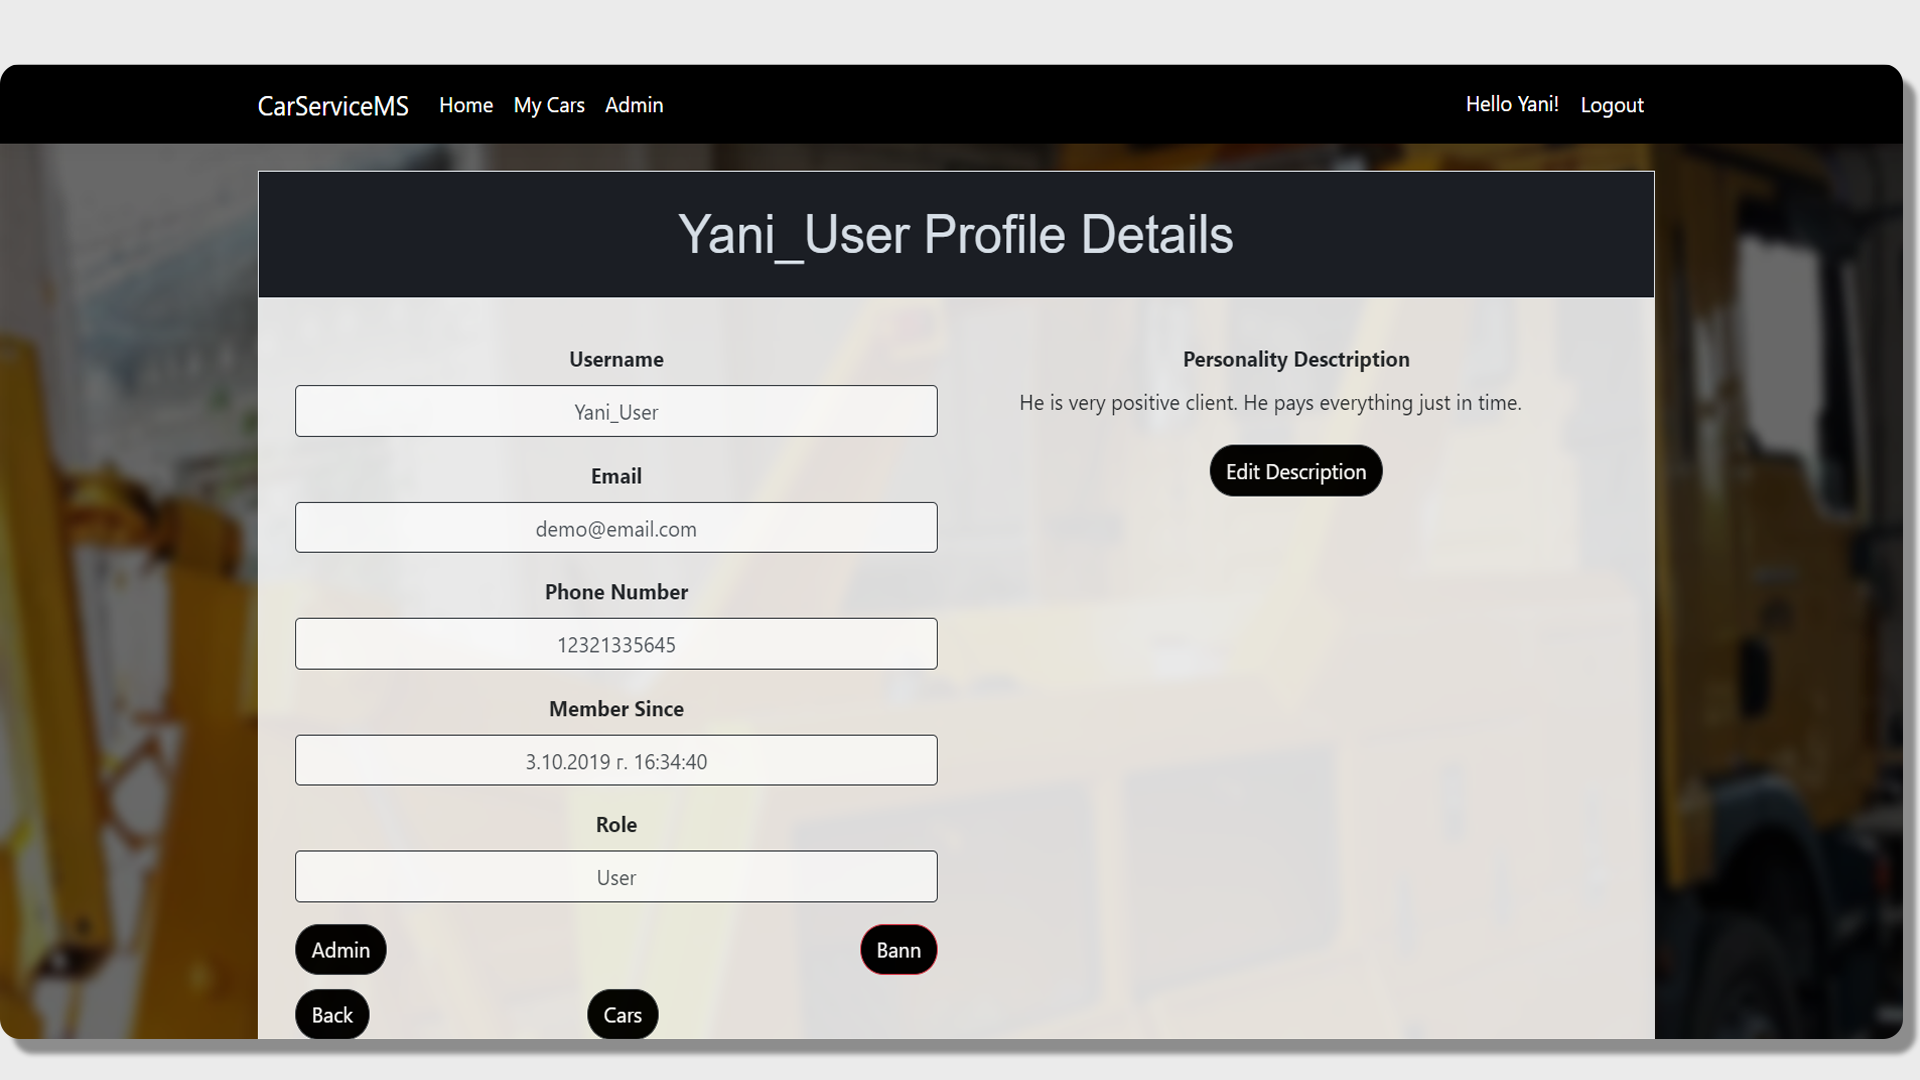 CarServiceMS Home My Cars Admin Hello Yani! Logout
Yani_User Profile Details
Username
Yani_User
Email
demo@email.com
Phone Number
12321335645
Member Since
3.10.2019 г. 16:34:40
Role
User
Admin Bann
Back Cars
Personality Desctription
He is very positive client. He pays everything just in time.
Edit Description